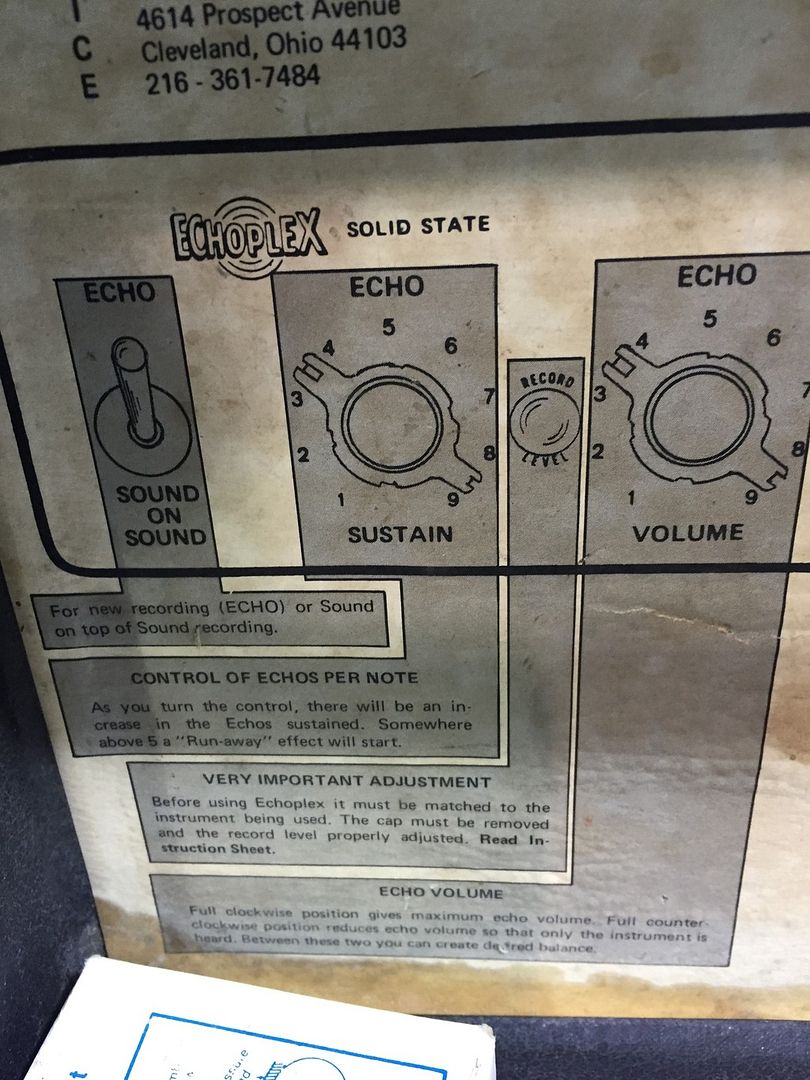 I 4614 Prospect Avenue
C Cleveland, Ohio 44103
E 216 - 361-7484
ECHOPLEX SOLID STATE
ECHO
SOUND
ON
SOUND
ECHO
1 2 3 4 5 6 7 8 9
SUSTAIN
RECORD
LEVEL
ECHO
1 2 3 4 5 6 7 8 9
VOLUME
For new recording (ECHO) or Sound
on top of Sound recording.
CONTROL OF ECHOS PER NOTE
As you turn the control, there will be an in-
crease in the Echos sustained. Somewhere
above 5 a "Run-away" effect will start.
VERY IMPORTANT ADJUSTMENT
Before using Echoplex it must be matched to the
instrument being used. The cap must be removed
and the record level properly adjusted. Read In-
struction Sheet.
ECHO VOLUME
Full clockwise position gives maximum echo volume. Full counter-
clockwise position reduces echo volume so that only the instrument is
heard. Between these two you can create desired balance.